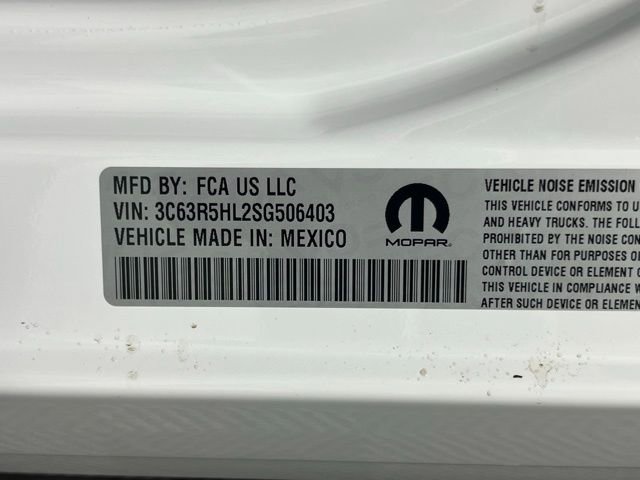 MFD BY: FCA US LLC
VIN: 3C63R5HL2SG506403
VEHICLE MADE IN: MEXICO
MOPAR
VEHICLE NOISE EMISSION
THIS VEHICLE CONFORMS TO U
AND HEAVY TRUCKS. THE FOLL
PROHIBITED BY THE NOISE CON
OTHER THAN FOR PURPOSES OF
CONTROL DEVICE OR ELEMENT O
THIS VEHICLE IN COMPLIANCE W
AFTER SUCH DEVICE OR ELEMEN